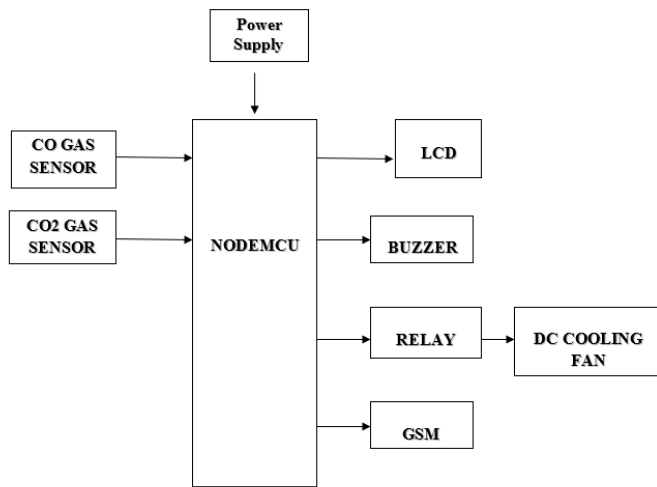 Power
Supply
CO GAS
SENSOR
LCD
CO2 GAS
SENSOR
NODEMCU
BUZZER
RELAY
DC COOLING
FAN
GSM